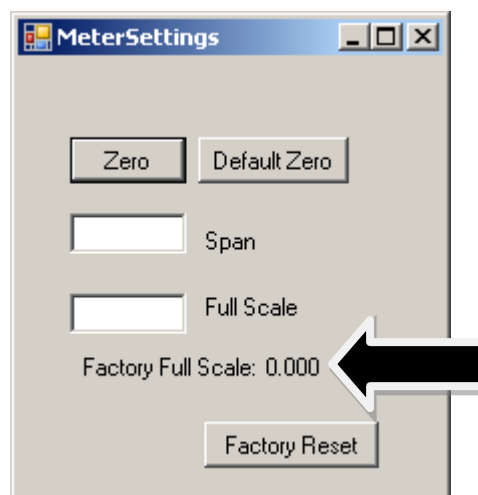 MeterSettings
Zero
Default Zero
Span
Full Scale
Factory Full Scale: 0.000
Factory Reset